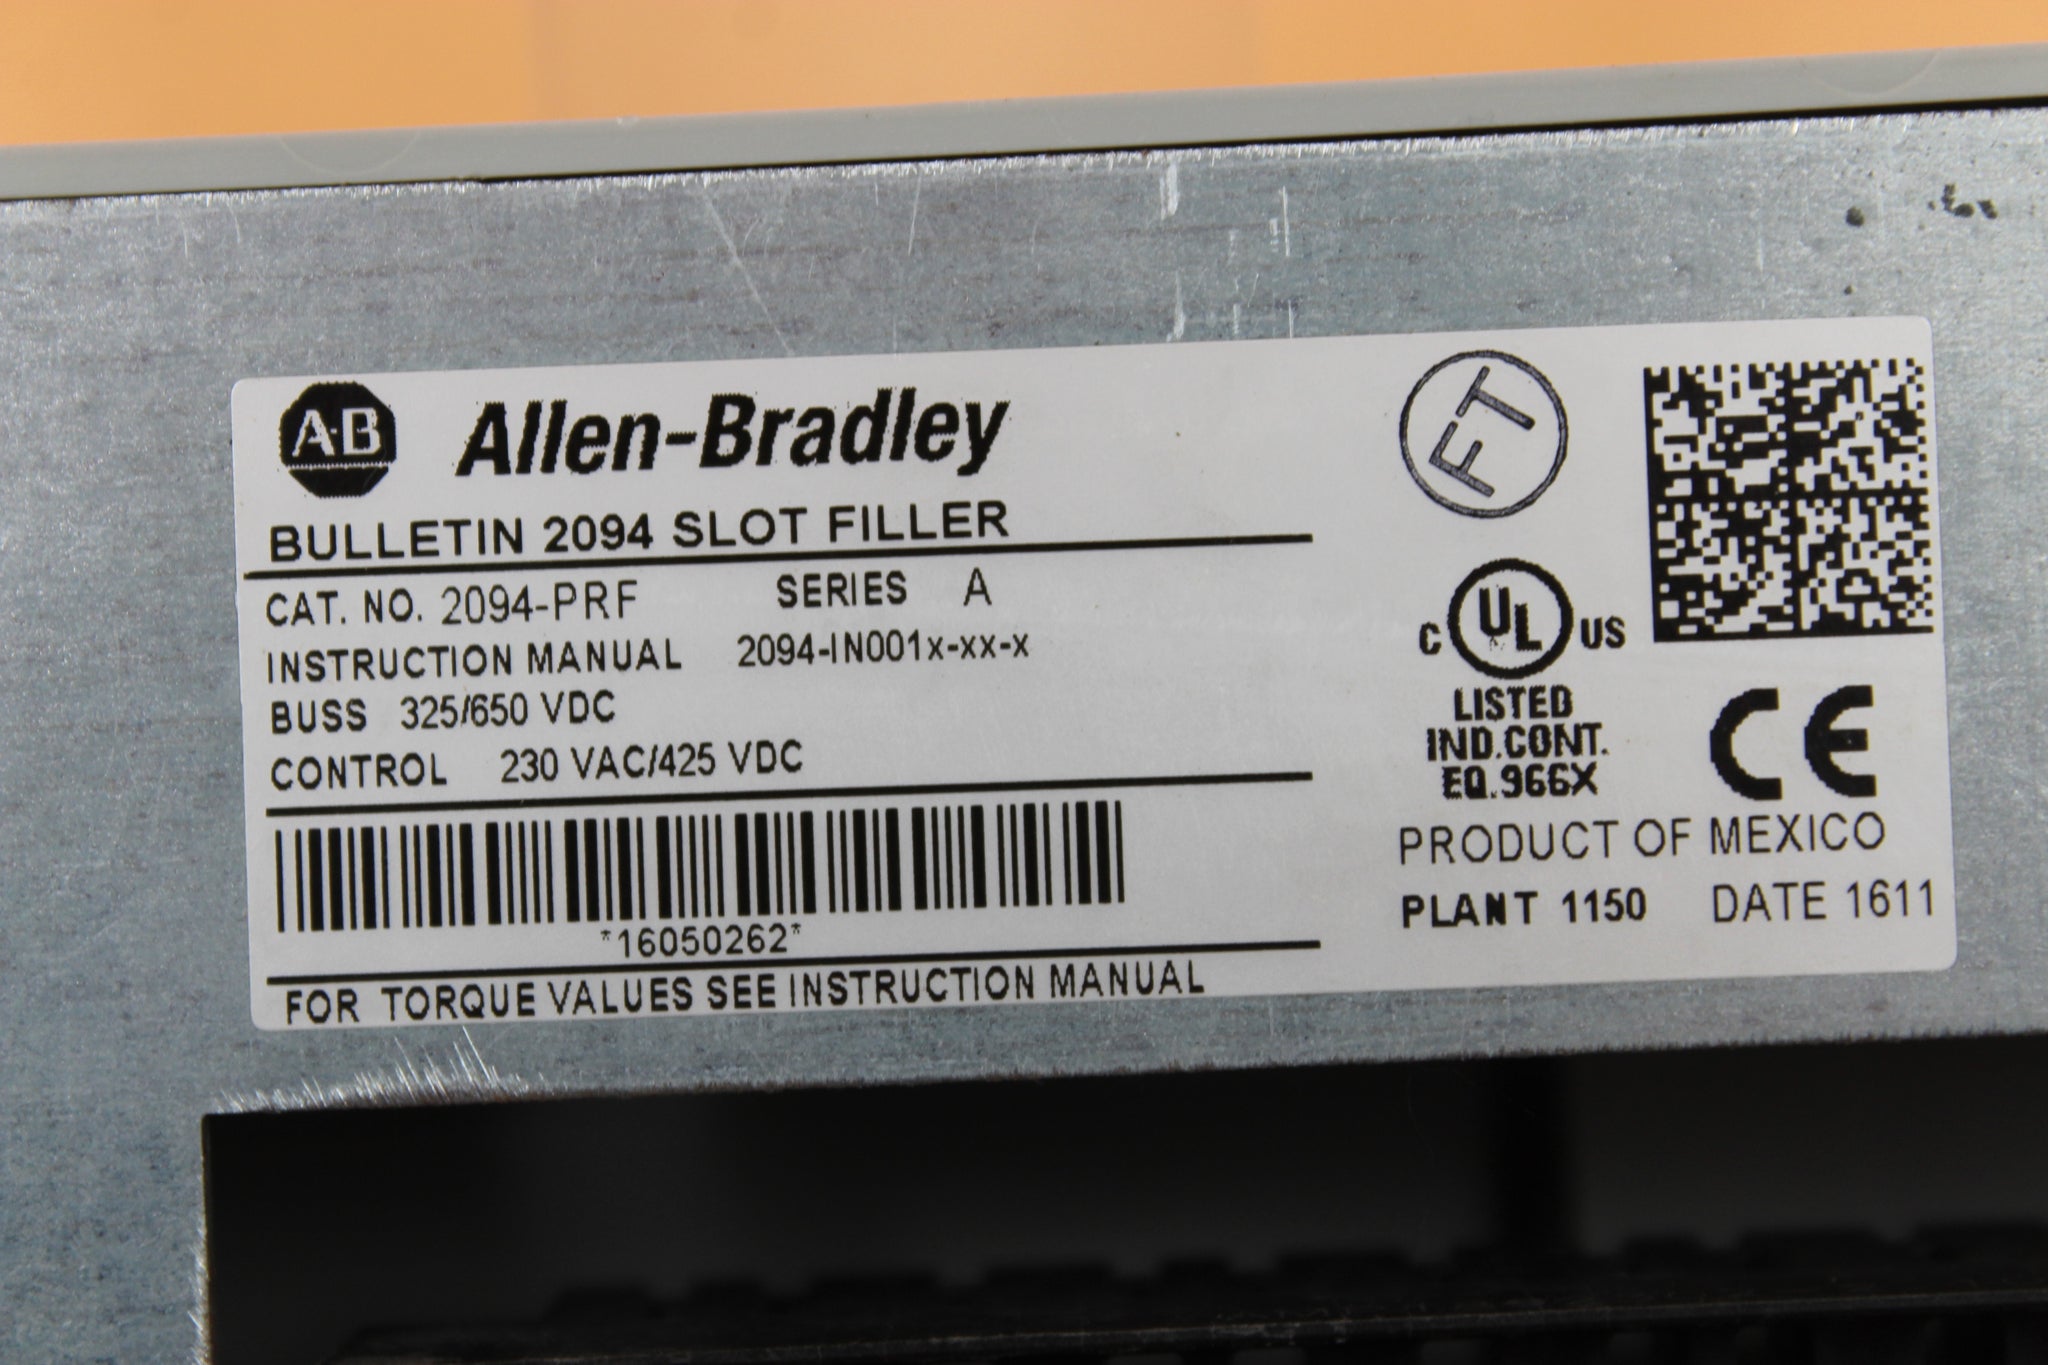 A·B Allen-Bradley
BULLETIN 2094 SLOT FILLER
CAT. NO. 2094-PRF SERIES A
INSTRUCTION MANUAL 2094-IN001x-xx-x
BUSS 325/650 VDC
CONTROL 230 VAC/425 VDC
*16050262*
FOR TORQUE VALUES SEE INSTRUCTION MANUAL
FT
C UL US
LISTED
IND.CONT.
EQ.966X
CE
PRODUCT OF MEXICO
PLANT 1150 DATE 1611